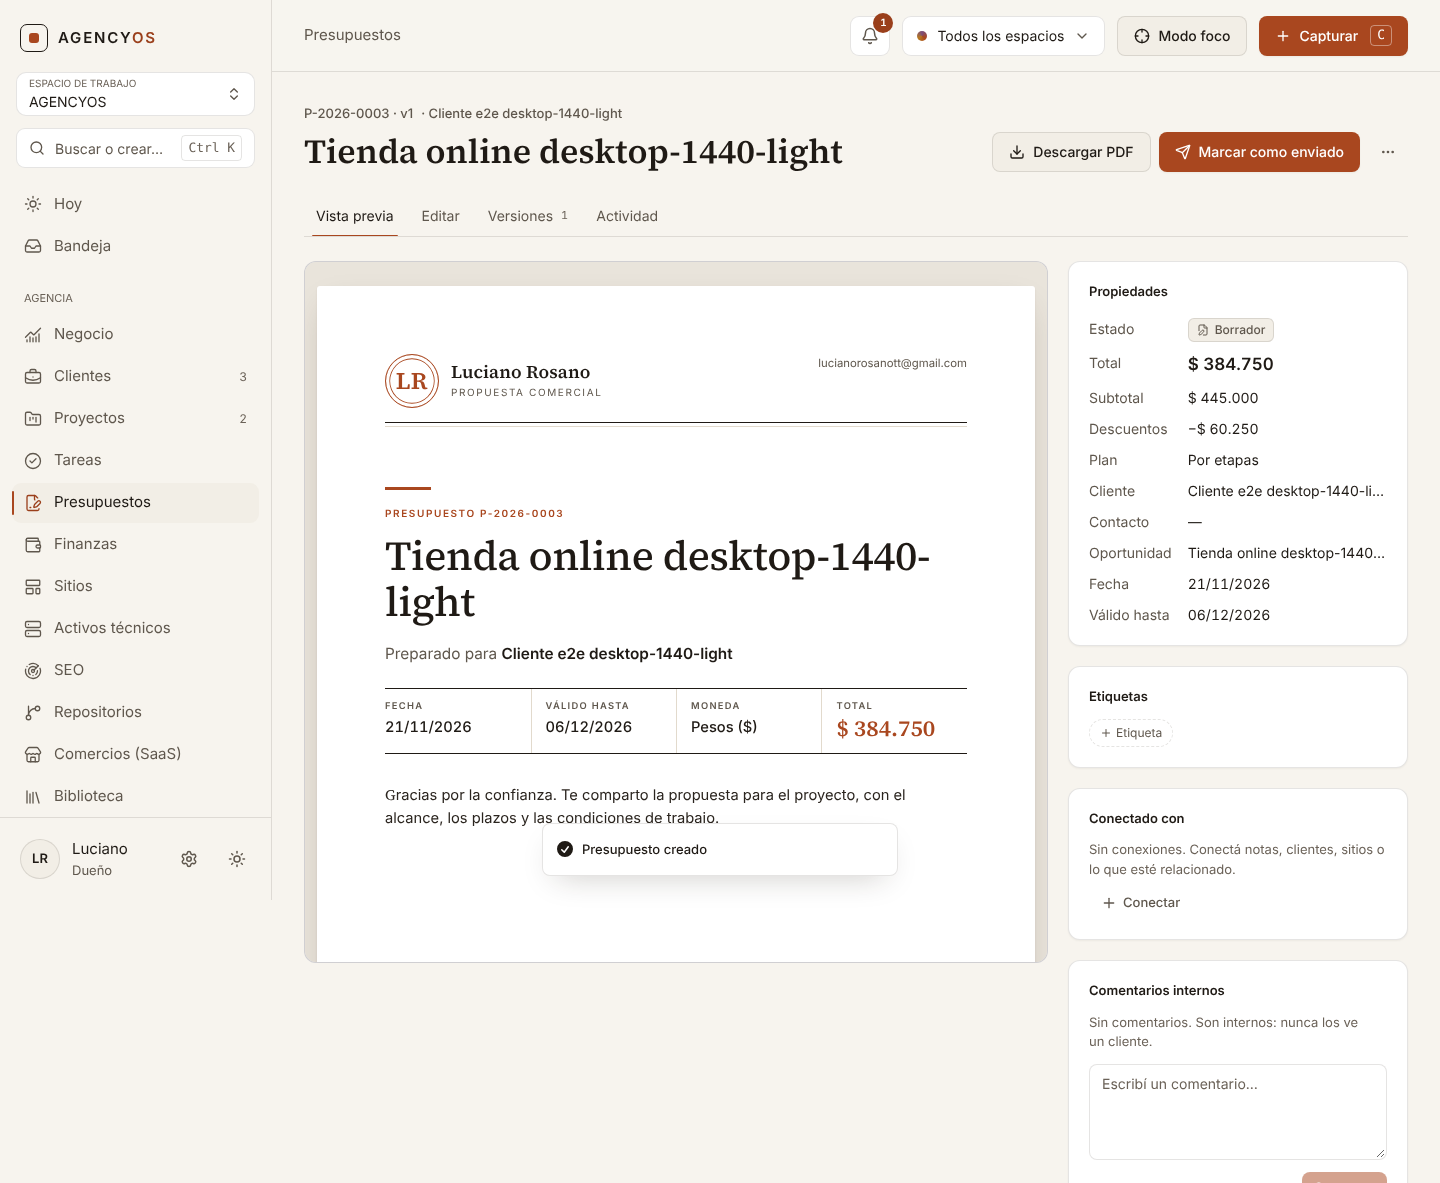 AGENCYOS
ESPACIO DE TRABAJO
AGENCYOS
Buscar o crear...
Ctrl K
Hoy
Bandeja
AGENCIA
Negocio
Clientes 3
Proyectos 2
Tareas
Presupuestos
Finanzas
Sitios
Activos técnicos
SEO
Repositorios
Comercios (SaaS)
Biblioteca
LR
Luciano
Dueño
Presupuestos
1
Todos los espacios
Modo foco
Capturar C
P-2026-0003 · v1 · Cliente e2e desktop-1440-light
Tienda online desktop-1440-light
Descargar PDF
Marcar como enviado
Vista previa
Editar
Versiones 1
Actividad
LR
Luciano Rosano
PROPUESTA COMERCIAL
lucianorosanott@gmail.com
PRESUPUESTO P-2026-0003
Tienda online desktop-1440-
light
Preparado para Cliente e2e desktop-1440-light
FECHA
21/11/2026
VÁLIDO HASTA
06/12/2026
MONEDA
Pesos ($)
TOTAL
$ 384.750
Gracias por la confianza. Te comparto la propuesta para el proyecto, con el
alcance, los plazos y las condiciones de trabajo.
Presupuesto creado
Propiedades
Estado Borrador
Total $ 384.750
Subtotal $ 445.000
Descuentos −$ 60.250
Plan Por etapas
Cliente Cliente e2e desktop-1440-li...
Contacto —
Oportunidad Tienda online desktop-1440...
Fecha 21/11/2026
Válido hasta 06/12/2026
Etiquetas
+ Etiqueta
Conectado con
Sin conexiones. Conectá notas, clientes, sitios o
lo que esté relacionado.
+ Conectar
Comentarios internos
Sin comentarios. Son internos: nunca los ve
un cliente.
Escribí un comentario...